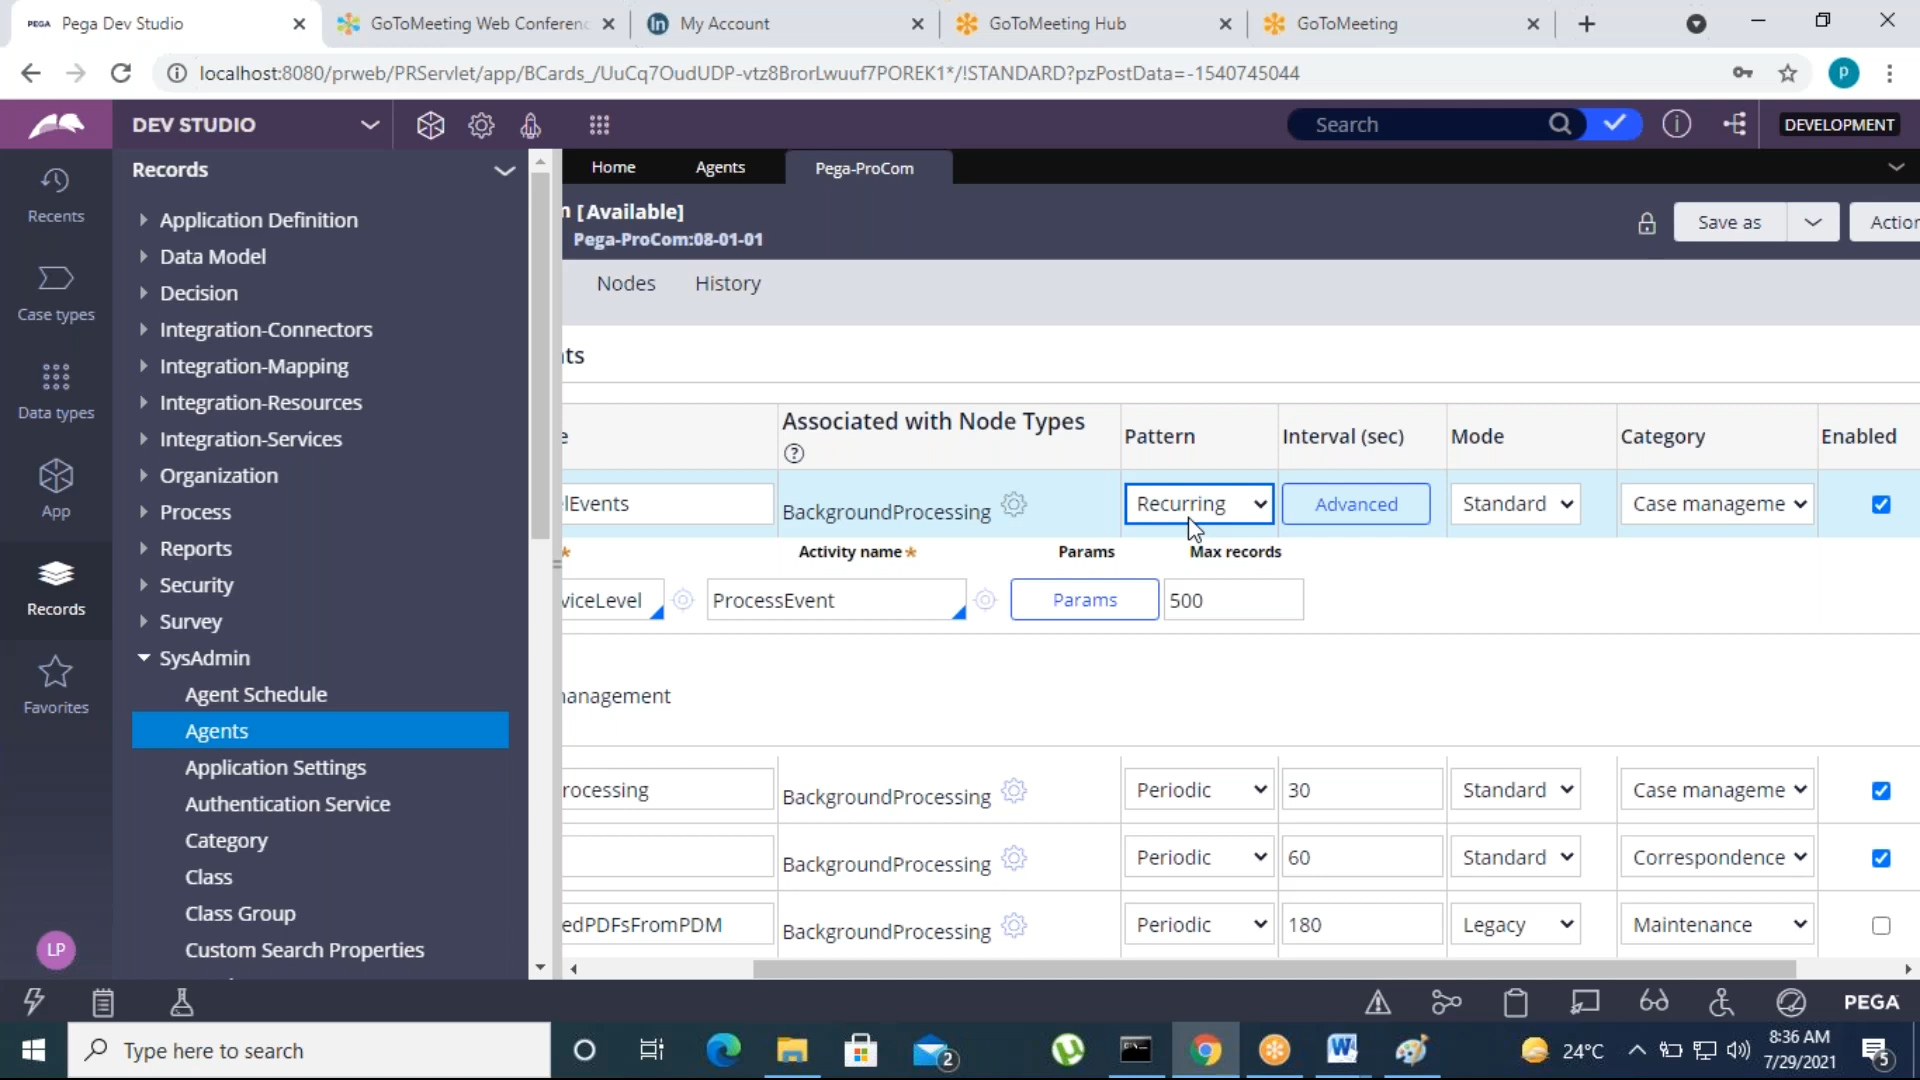 PEGA Pega Dev Studio
GoToMeeting Web Conferenc
in My Account
GoToMeeting Hub
GoToMeeting
localhost:8080/prweb/PRServlet/app/BCards_/UuCq7OudUDP-vtz8BrorLwuuf7POREK1*/!STANDARD?pzPostData=-1540745044
P
DEV STUDIO
Search
DEVELOPMENT
Recents
Case types
Data types
App
Records
Favorites
LP
Records
Application Definition
Data Model
Decision
Integration-Connectors
Integration-Mapping
Integration-Resources
Integration-Services
Organization
Process
Reports
Security
Survey
SysAdmin
Agent Schedule
Agents
Application Settings
Authentication Service
Category
Class
Class Group
Custom Search Properties
Home
Agents
Pega-ProCom
[Available]
Pega-ProCom:08-01-01
Save as
Action
Nodes
History
nts
e
Associated with Node Types
?
Pattern
Interval (sec)
Mode
Category
Enabled
elEvents
BackgroundProcessing
Recurring
Advanced
Standard
Case manageme
*
Activity name *
Params
Max records
viceLevel
ProcessEvent
Params
500
management
rocessing
BackgroundProcessing
Periodic
30
Standard
Case manageme
BackgroundProcessing
Periodic
60
Standard
Correspondence
edPDFsFromPDM
BackgroundProcessing
Periodic
180
Legacy
Maintenance
PEGA
Type here to search
2
24°C
8:36 AM
7/29/2021
5